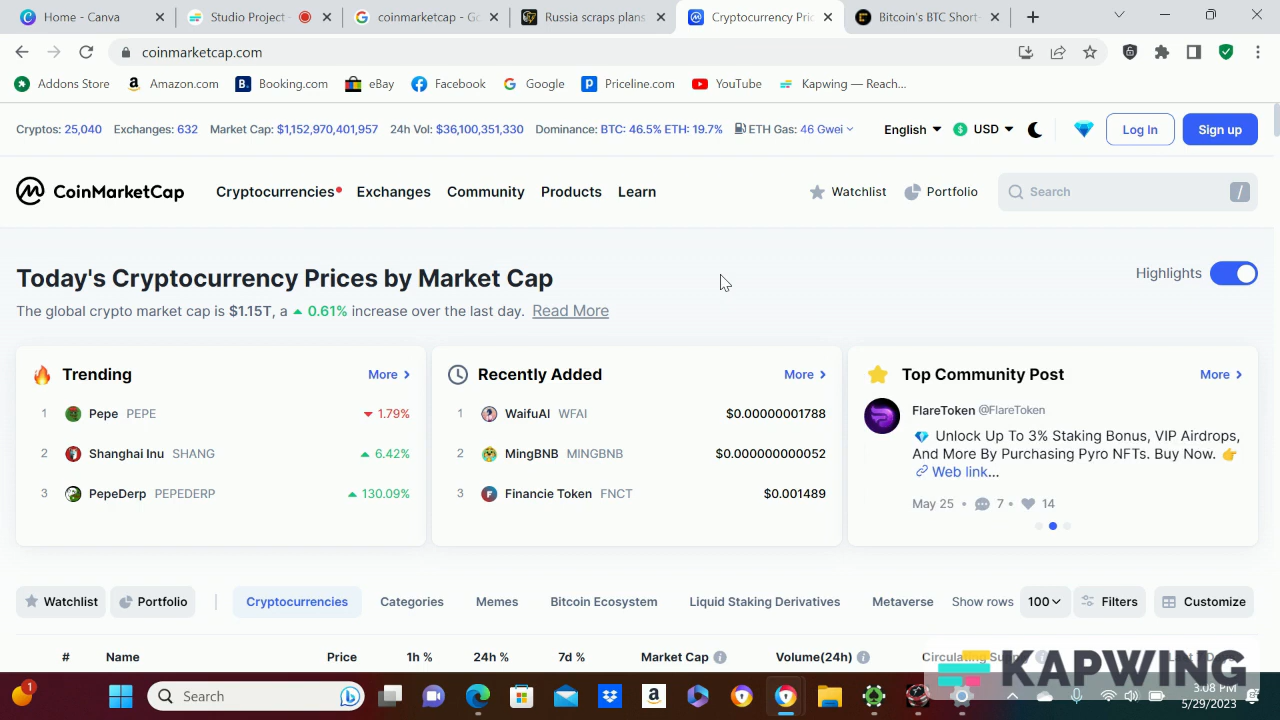 Home - Canva
Studio Project -
coinmarketcap - Go
Russia scraps plans
Cryptocurrency Pric
Bitcoin's BTC Short-
coinmarketcap.com
Addons Store
Amazon.com
Booking.com
eBay
Facebook
Google
Priceline.com
YouTube
Kapwing — Reach...
Cryptos: 25,040 Exchanges: 632 Market Cap: $1,152,970,401,957 24h Vol: $36,100,351,330 Dominance: BTC: 46.5% ETH: 19.7% ETH Gas: 46 Gwei
English
USD
Log In
Sign up
CoinMarketCap
Cryptocurrencies Exchanges Community Products Learn
Watchlist
Portfolio
Search /
Today's Cryptocurrency Prices by Market Cap
Highlights
The global crypto market cap is $1.15T, a 0.61% increase over the last day. Read More
Trending
More
1 Pepe PEPE 1.79%
2 Shanghai Inu SHANG 6.42%
3 PepeDerp PEPEDERP 130.09%
Recently Added
More
1 WaifuAI WFAI $0.00000001788
2 MingBNB MINGBNB $0.000000000052
3 Financie Token FNCT $0.001489
Top Community Post
More
FlareToken @FlareToken
Unlock Up To 3% Staking Bonus, VIP Airdrops,
And More By Purchasing Pyro NFTs. Buy Now.
Web link...
May 25 • 7 • 14
Watchlist
Portfolio
Cryptocurrencies Categories Memes Bitcoin Ecosystem Liquid Staking Derivatives Metaverse Show rows 100 Filters Customize
# Name Price 1h % 24h % 7d % Market Cap Volume(24h) Circulating
KAPWING
1
Search
3:08 PM
5/29/2023